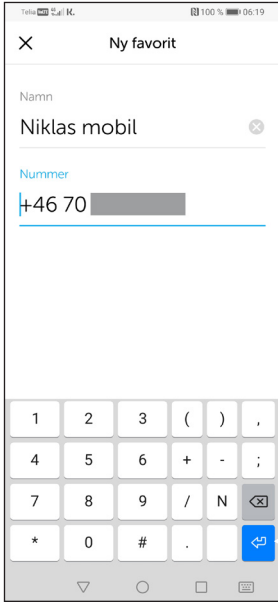 Telia K. 100 % 06:19
Ny favorit
Namn
Niklas mobil
Nummer
+46 70
1 2 3 ( ) ,
4 5 6 + - ;
7 8 9 / N
* 0 # .